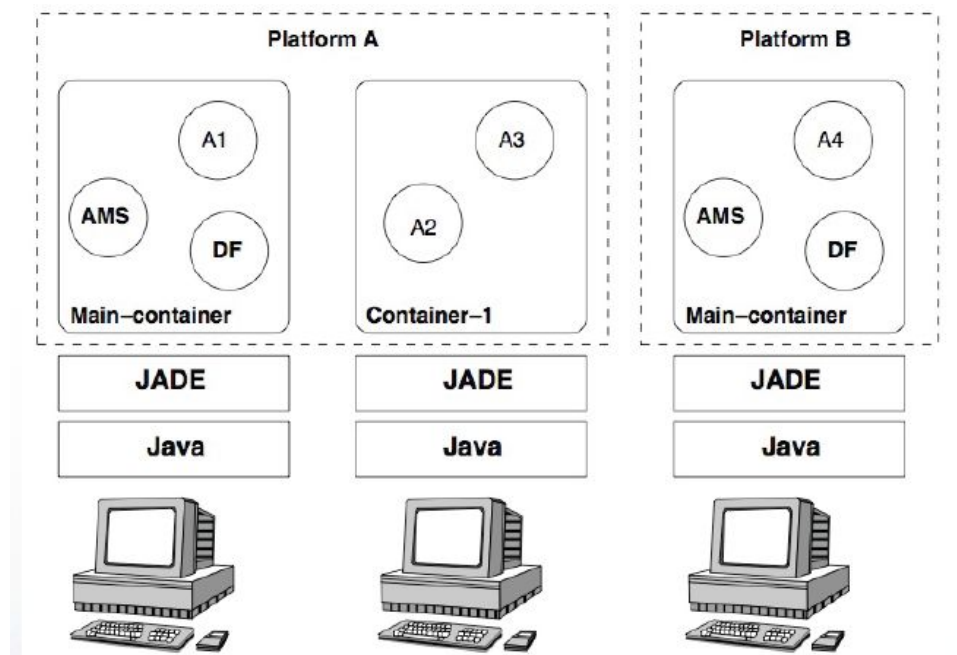 Platform A
Platform B
A1
A3
A4
AMS
A2
AMS
DF
DF
Main-container
Container-1
Main-container
JADE
JADE
JADE
Java
Java
Java